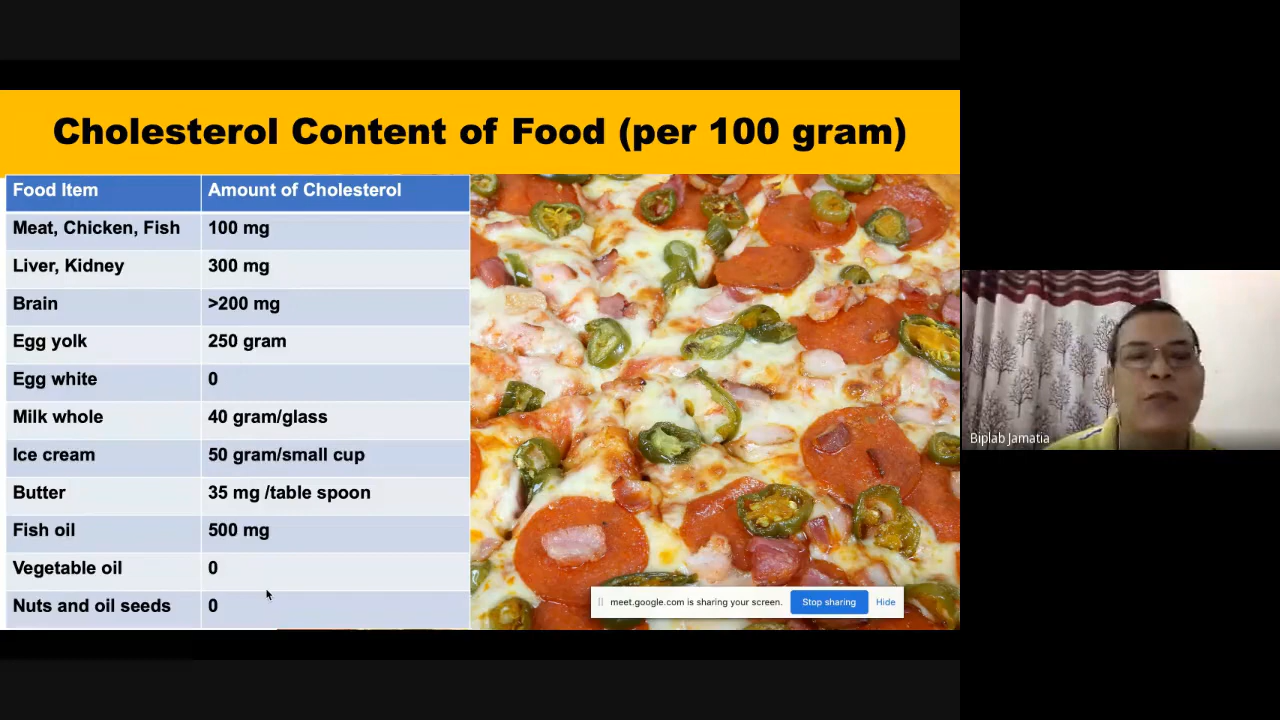 Cholesterol Content of Food (per 100 gram)
Food Item Amount of Cholesterol
Meat, Chicken, Fish 100 mg
Liver, Kidney 300 mg
Brain >200 mg
Egg yolk 250 gram
Egg white 0
Milk whole 40 gram/glass
Ice cream 50 gram/small cup
Butter 35 mg /table spoon
Fish oil 500 mg
Vegetable oil 0
Nuts and oil seeds 0
meet.google.com is sharing your screen. Stop sharing Hide
Biplab Jamatia